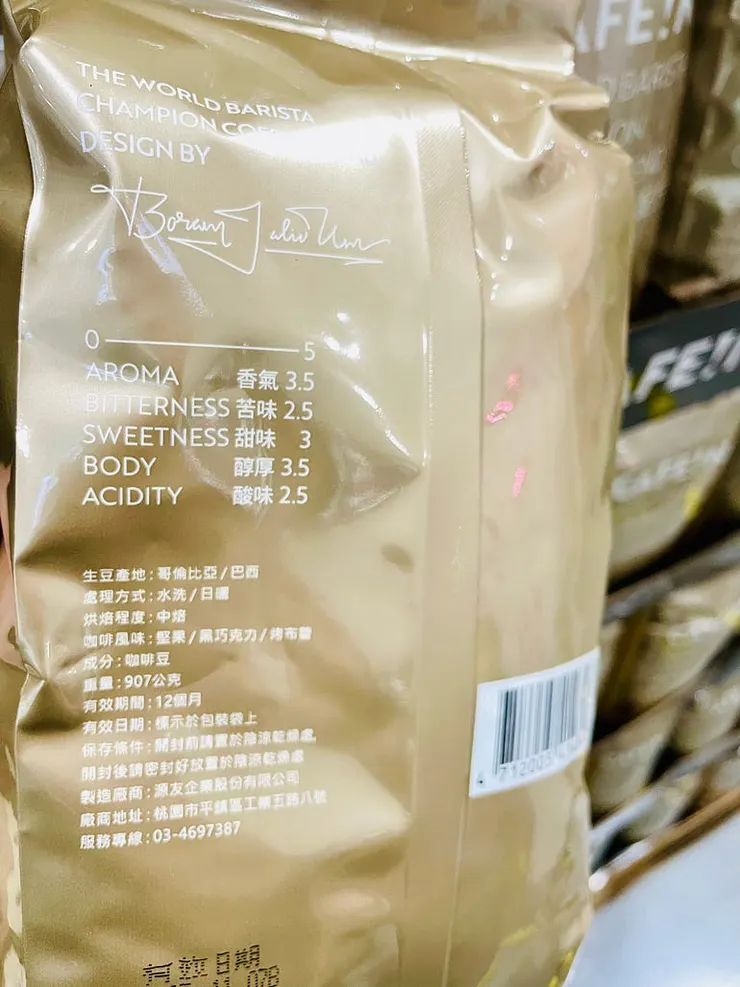 THE WORLD BARISTA
CHAMPION
DESIGN BY
Boram Julio Um
0 5
AROMA 香氣 3.5
BITTERNESS 苦味 2.5
SWEETNESS 甜味 3
BODY 醇厚 3.5
ACIDITY 酸味 2.5
生豆產地:哥倫比亞/巴西
處理方式:水洗/日曬
烘焙程度:中焙
咖啡風味:堅果/黑巧克力/烤布蕾
成分:咖啡豆
重量:907公克
有效期間:12個月
有效日期:標示於包裝袋上
保存條件:開封前請置於陰涼乾燥處
開封後請密封好放置於陰涼乾燥處
製造廠商:源友企業股份有限公司
廠商地址:桃園市平鎮區工業五路八號
服務專線:03-4697387
有效日期